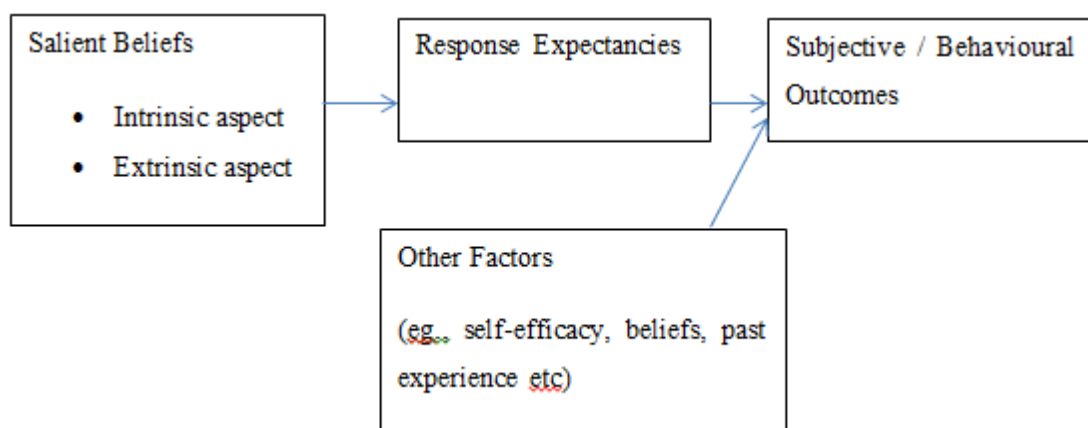 Salient Beliefs
• Intrinsic aspect
• Extrinsic aspect
Response Expectancies
Subjective / Behavioural
Outcomes
Other Factors
(eg.. self-efficacy, beliefs, past
experience etc)